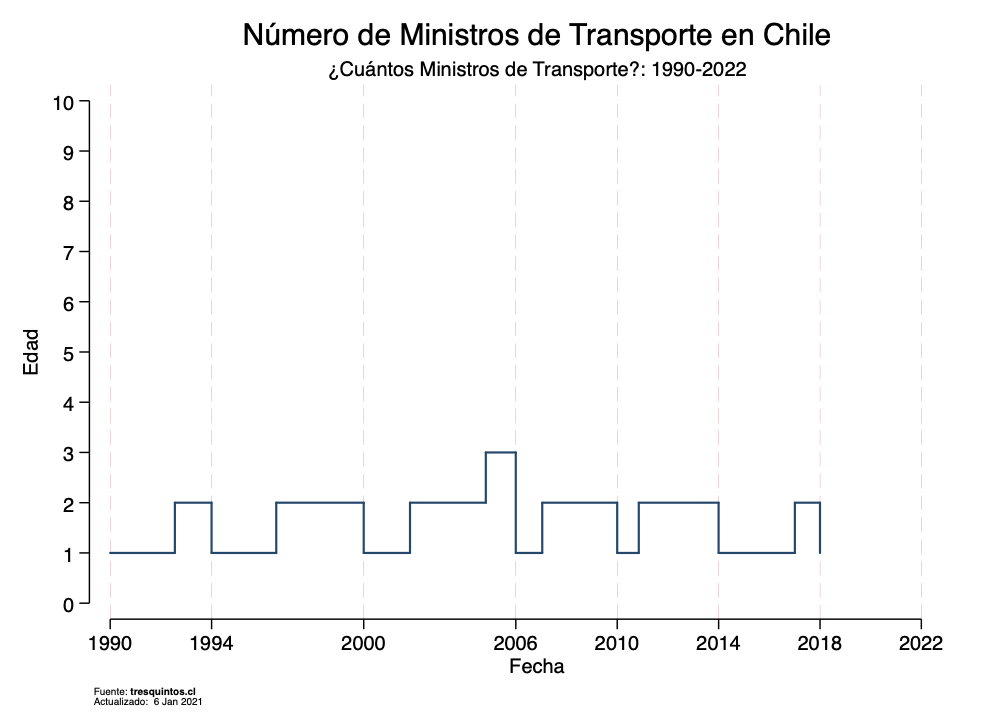 Número de Ministros de Transporte en Chile
¿Cuántos Ministros de Transporte?: 1990-2022
10
9
8
7
6
5
4
3
2
1
0
Edad
1990 1994 2000 2006 2010 2014 2018 2022
Fecha
Fuente: tresquintos.cl
Actualizado: 6 Jan 2021